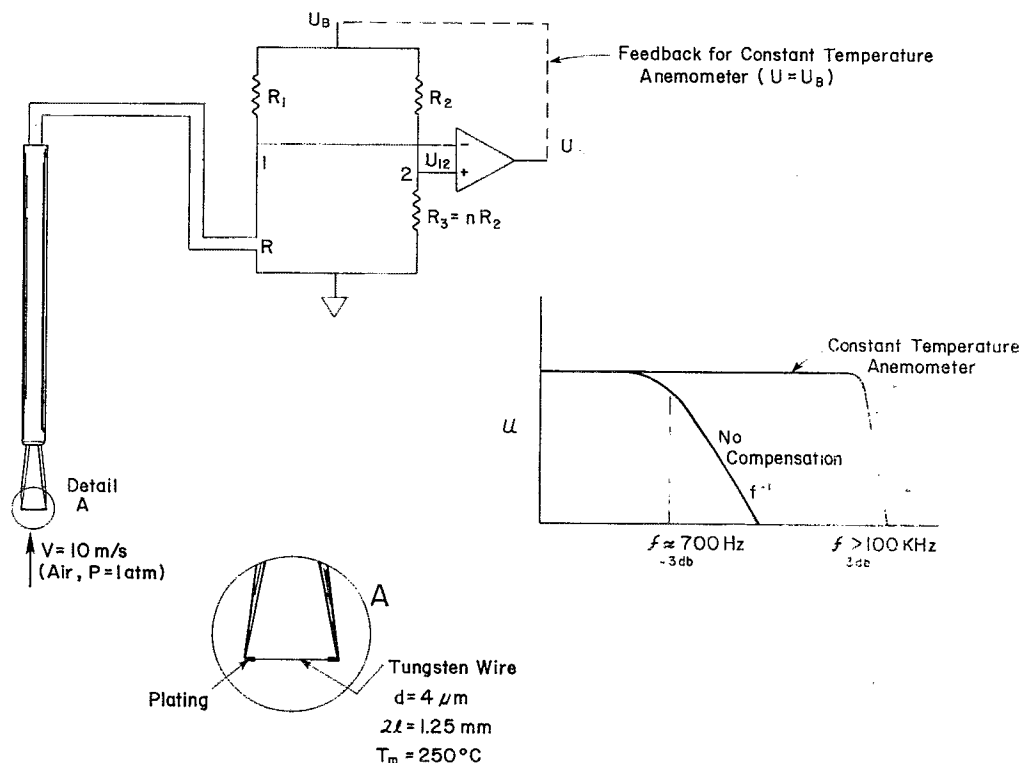 U_B
Feedback for Constant Temperature
Anemometer ( U = U_B )
R_1
R_2
1
U_12
2
-
+
U
R_3 = n R_2
R
Detail
A
V = 10 m/s
(Air, P = 1 atm)
Constant Temperature
Anemometer
u
No
Compensation
f^-1
f ≈ 700 Hz
-3db
f > 100 KHz
3db
A
Plating
Tungsten Wire
d = 4 μm
2ℓ = 1.25 mm
T_m = 250°C